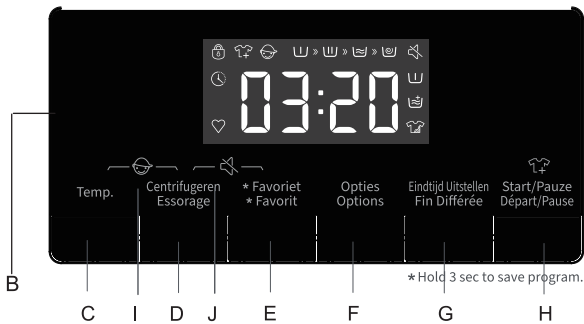 03:20
Temp.
Centrifugeren
Essorage
* Favoriet
* Favorit
Opties
Options
Eindtijd Uitstellen
Fin Différée
Start/Pauze
Départ/Pause
* Hold 3 sec to save program.
B
C I D J E F G H